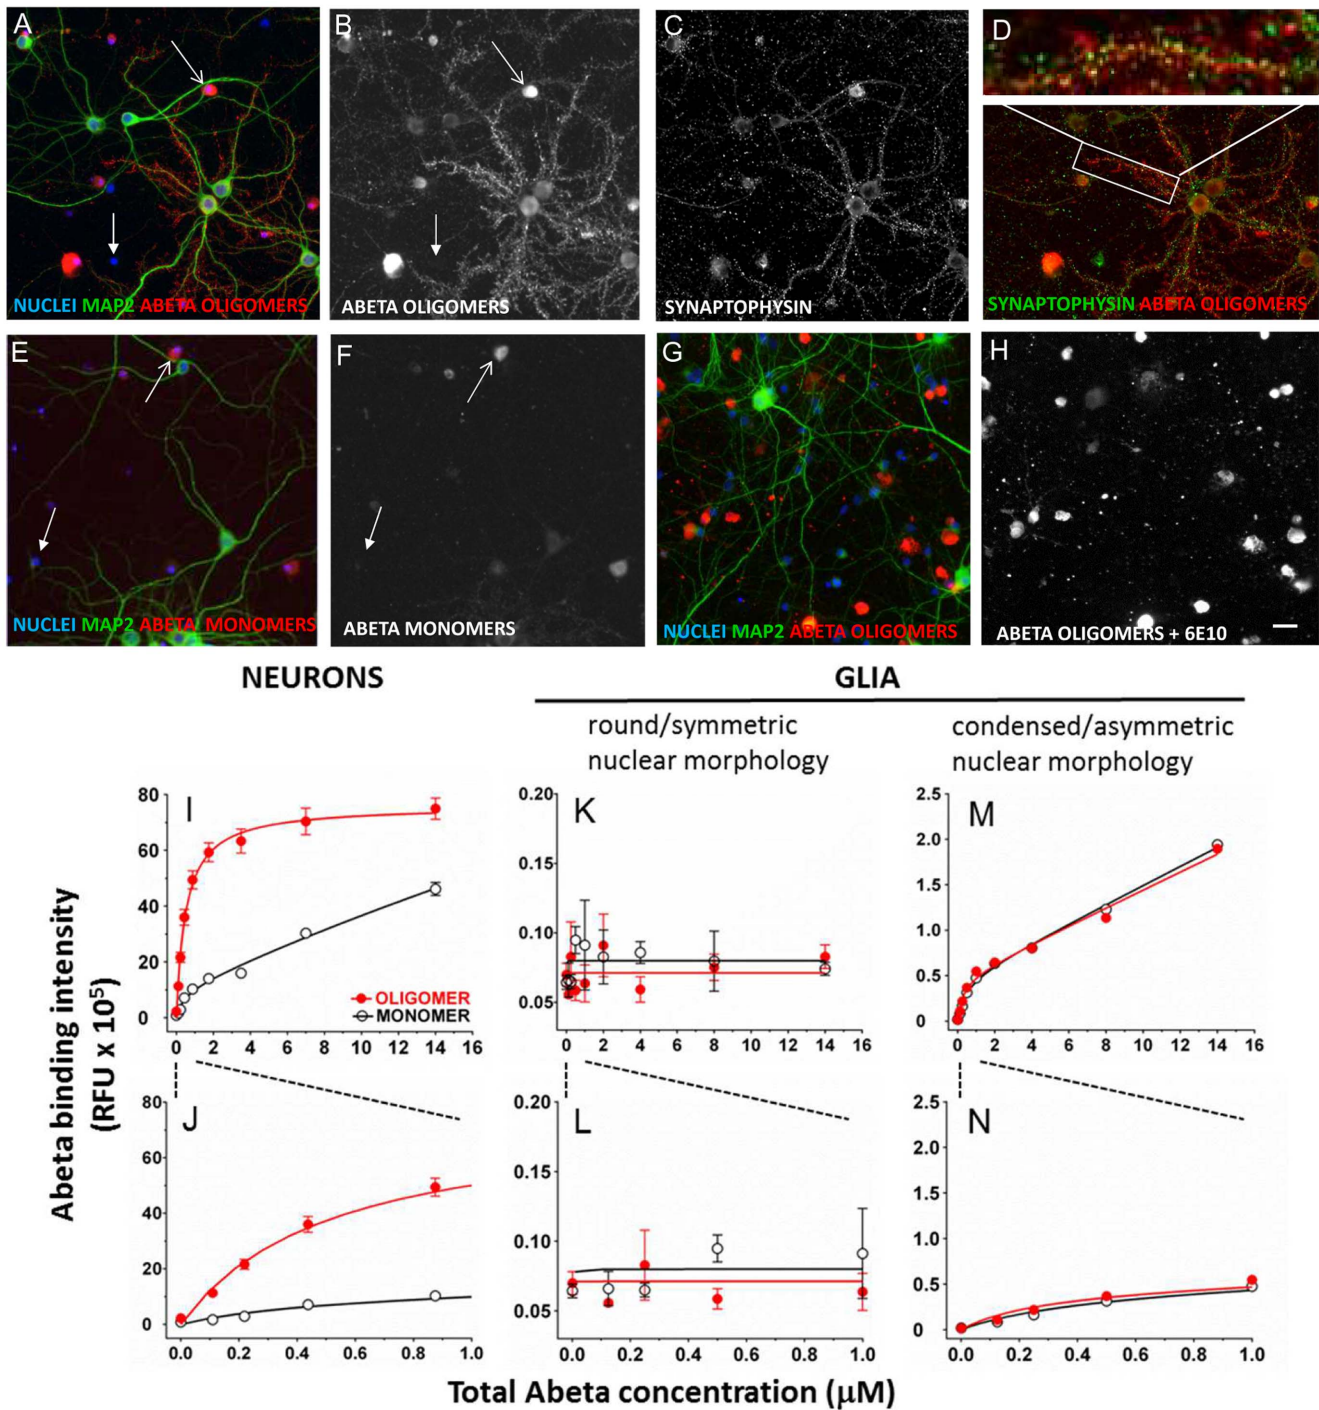 A
B
C
D
NUCLEI MAP2 ABETA OLIGOMERS
ABETA OLIGOMERS
SYNAPTOPHYSIN
SYNAPTOPHYSIN ABETA OLIGOMERS
E
F
G
H
NUCLEI MAP2 ABETA MONOMERS
ABETA MONOMERS
NUCLEI MAP2 ABETA OLIGOMERS
ABETA OLIGOMERS + 6E10
NEURONS
GLIA
round/symmetric
nuclear morphology
condensed/asymmetric
nuclear morphology
Abeta binding intensity
(RFU x 10⁵)
I
80
60
40
20
0
OLIGOMER
MONOMER
0 2 4 6 8 10 12 14 16
K
0.20
0.15
0.10
0.05
0 2 4 6 8 10 12 14 16
M
2.5
2.0
1.5
1.0
0.5
0
0 2 4 6 8 10 12 14 16
J
80
60
40
20
0
0.0 0.2 0.4 0.6 0.8 1.0
L
0.20
0.15
0.10
0.05
0.0 0.2 0.4 0.6 0.8 1.0
N
2.5
2.0
1.5
1.0
0.5
0
0.0 0.2 0.4 0.6 0.8 1.0
Total Abeta concentration (µM)